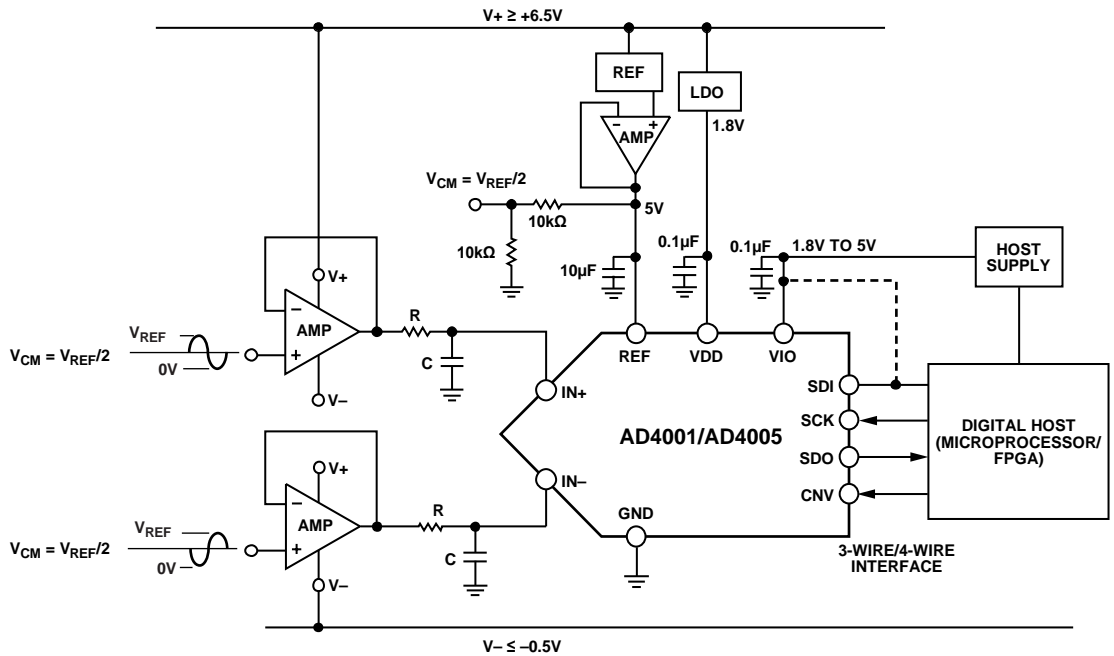 V+ ≥ +6.5V
REF
LDO
1.8V
AMP
–
+
V_CM = V_REF/2
5V
10kΩ
10kΩ
10µF
0.1µF
0.1µF
1.8V TO 5V
HOST
SUPPLY
V+
–
AMP
+
V–
R
C
V_REF
0V
V_CM = V_REF/2
REF
VDD
VIO
IN+
IN–
AD4001/AD4005
GND
SDI
SCK
SDO
CNV
DIGITAL HOST
(MICROPROCESSOR/
FPGA)
3-WIRE/4-WIRE
INTERFACE
V+
–
AMP
+
V–
R
C
V_REF
0V
V_CM = V_REF/2
V– ≤ –0.5V